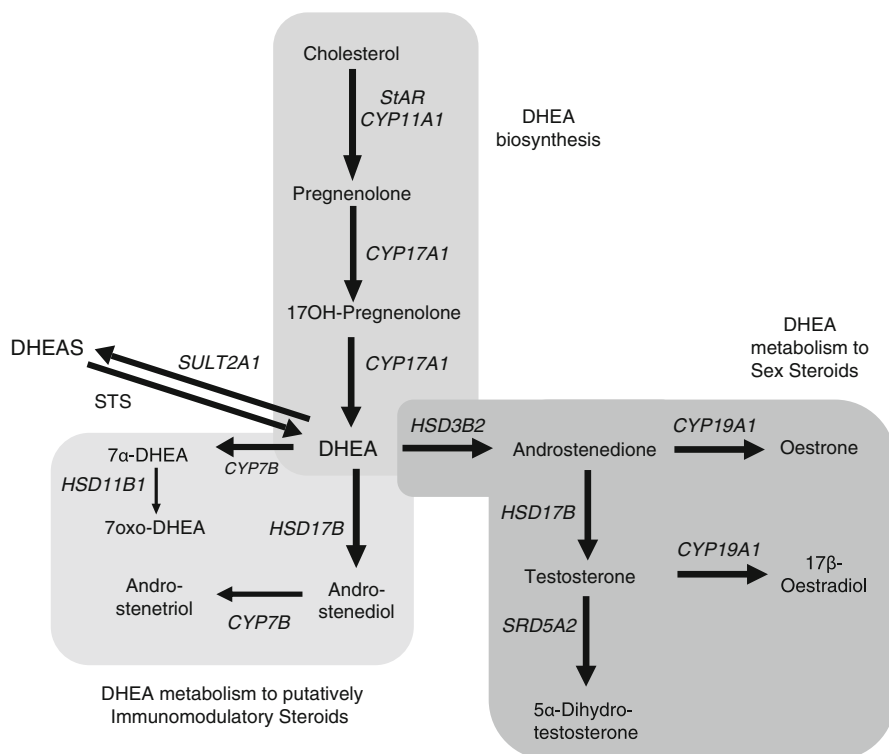 Cholesterol
StAR
CYP11A1
DHEA
biosynthesis
Pregnenolone
CYP17A1
17OH-Pregnenolone
DHEA
metabolism to
Sex Steroids
DHEAS
SULT2A1
CYP17A1
STS
7α-DHEA
CYP7B
DHEA
HSD3B2
Androstenedione
CYP19A1
Oestrone
HSD11B1
7oxo-DHEA
HSD17B
HSD17B
Andro-
stenetriol
CYP7B
Andro-
stenediol
Testosterone
CYP19A1
17β-
Oestradiol
SRD5A2
DHEA metabolism to putatively
Immunomodulatory Steroids
5α-Dihydro-
testosterone